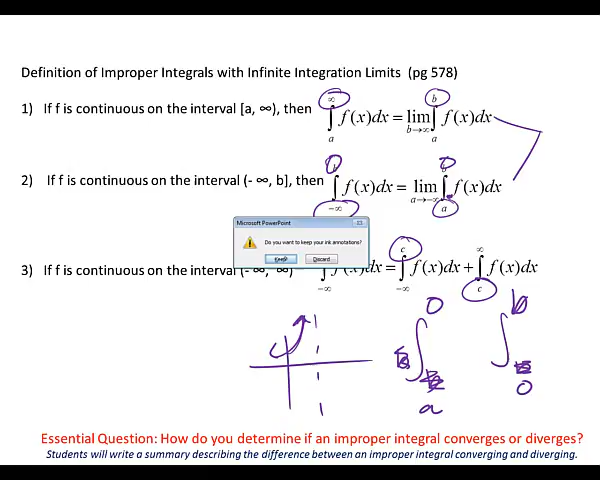 Definition of Improper Integrals with Infinite Integration Limits (pg 578)
1) If f is continuous on the interval [a, ∞), then ∫_a^∞ f(x)dx = lim_{b→∞} ∫_a^b f(x)dx
2) If f is continuous on the interval (- ∞, b], then ∫_{-∞}^b f(x)dx = lim_{a→-∞} ∫_a^b f(x)dx
Microsoft PowerPoint
Do you want to keep your ink annotations?
Keep Discard
3) If f is continuous on the interval (- ∞, ∞) ∫_{-∞} f(x)dx = ∫_{-∞}^c f(x)dx + ∫_c^∞ f(x)dx
0 b
∫ ∫
a 0
Essential Question: How do you determine if an improper integral converges or diverges?
Students will write a summary describing the difference between an improper integral converging and diverging.